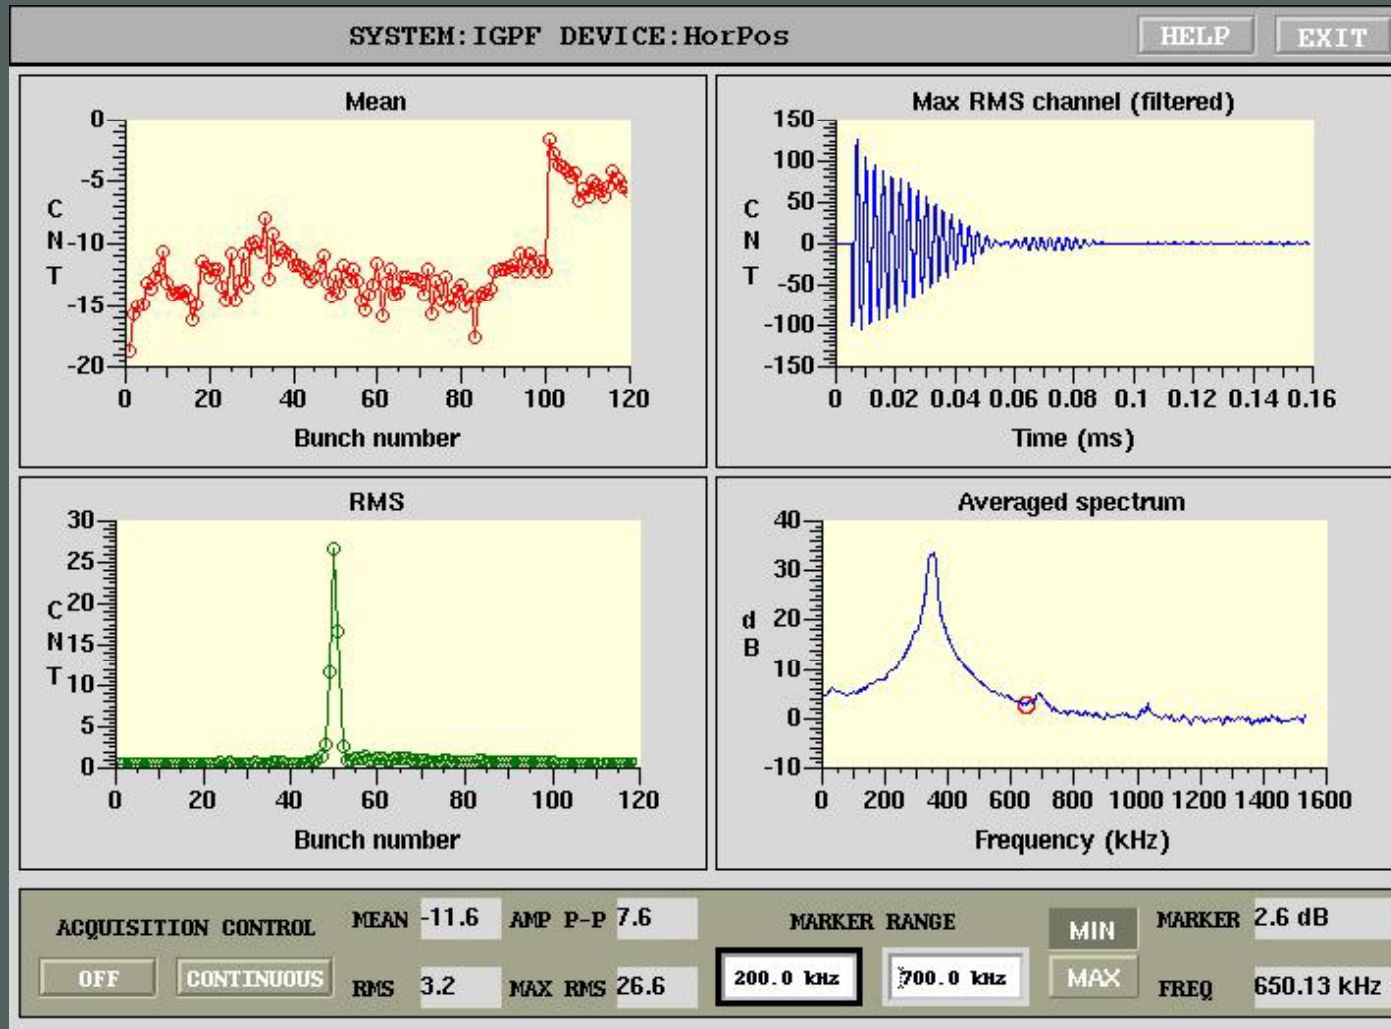 SYSTEM:IGPF DEVICE:HorPos
HELP
EXIT
Mean
0
-5
-10
-15
-20
C
N
T
0 20 40 60 80 100 120
Bunch number
Max RMS channel (filtered)
150
100
50
0
-50
-100
-150
C
N
T
0 0.02 0.04 0.06 0.08 0.1 0.12 0.14 0.16
Time (ms)
RMS
30
25
20
15
10
5
0
C
N
T
0 20 40 60 80 100 120
Bunch number
Averaged spectrum
40
30
20
10
0
-10
d
B
0 200 400 600 800 1000 1200 1400 1600
Frequency (kHz)
ACQUISITION CONTROL
OFF
CONTINUOUS
MEAN -11.6 AMP P-P 7.6
RMS 3.2 MAX RMS 26.6
MARKER RANGE
200.0 kHz
700.0 kHz
MIN
MAX
MARKER 2.6 dB
FREQ 650.13 kHz